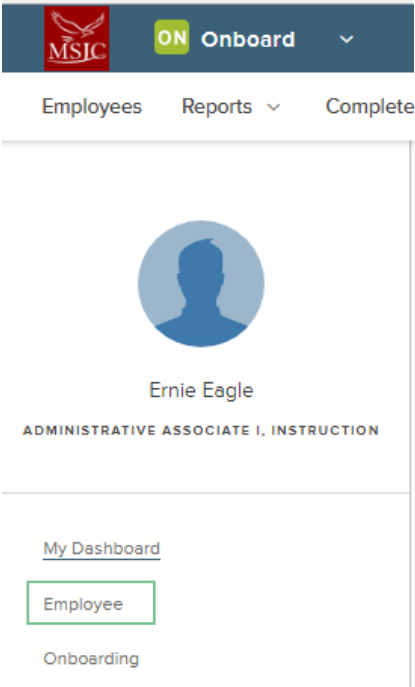 MSJC
ON Onboard
Employees Reports Complete
Ernie Eagle
ADMINISTRATIVE ASSOCIATE I, INSTRUCTION
My Dashboard
Employee
Onboarding